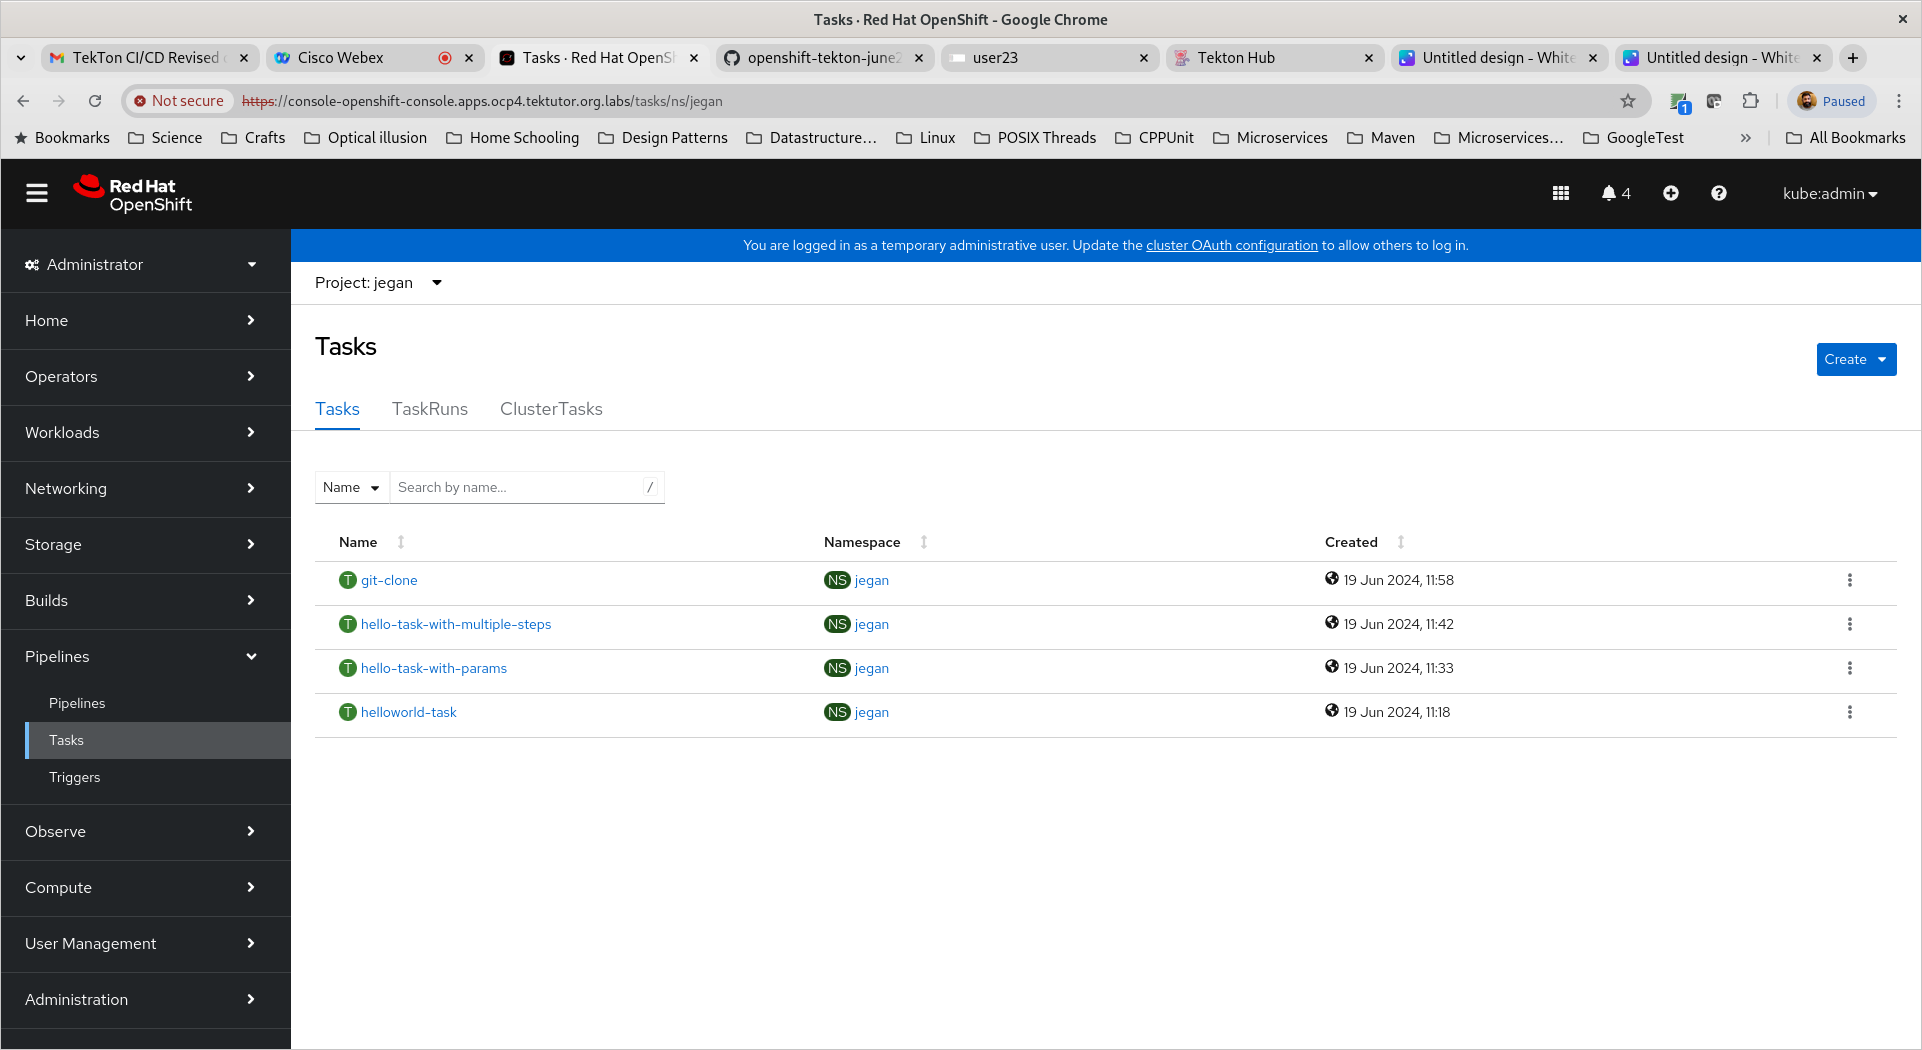 Tasks · Red Hat OpenShift - Google Chrome
TekTon CI/CD Revised
Cisco Webex
Tasks · Red Hat OpenSh
openshift-tekton-june2
user23
Tekton Hub
Untitled design - White
Untitled design - White
Not secure
https://console-openshift-console.apps.ocp4.tektutor.org.labs/tasks/ns/jegan
1
Paused
Bookmarks
Science
Crafts
Optical illusion
Home Schooling
Design Patterns
Datastructure...
Linux
POSIX Threads
CPPUnit
Microservices
Maven
Microservices...
GoogleTest
»
All Bookmarks
Red Hat
OpenShift
4
kube:admin
You are logged in as a temporary administrative user. Update the cluster OAuth configuration to allow others to log in.
Administrator
Home
Operators
Workloads
Networking
Storage
Builds
Pipelines
Pipelines
Tasks
Triggers
Observe
Compute
User Management
Administration
Project: jegan
Tasks
Create
Tasks TaskRuns ClusterTasks
Name Search by name... /
Name Namespace Created
T git-clone NS jegan 19 Jun 2024, 11:58
T hello-task-with-multiple-steps NS jegan 19 Jun 2024, 11:42
T hello-task-with-params NS jegan 19 Jun 2024, 11:33
T helloworld-task NS jegan 19 Jun 2024, 11:18